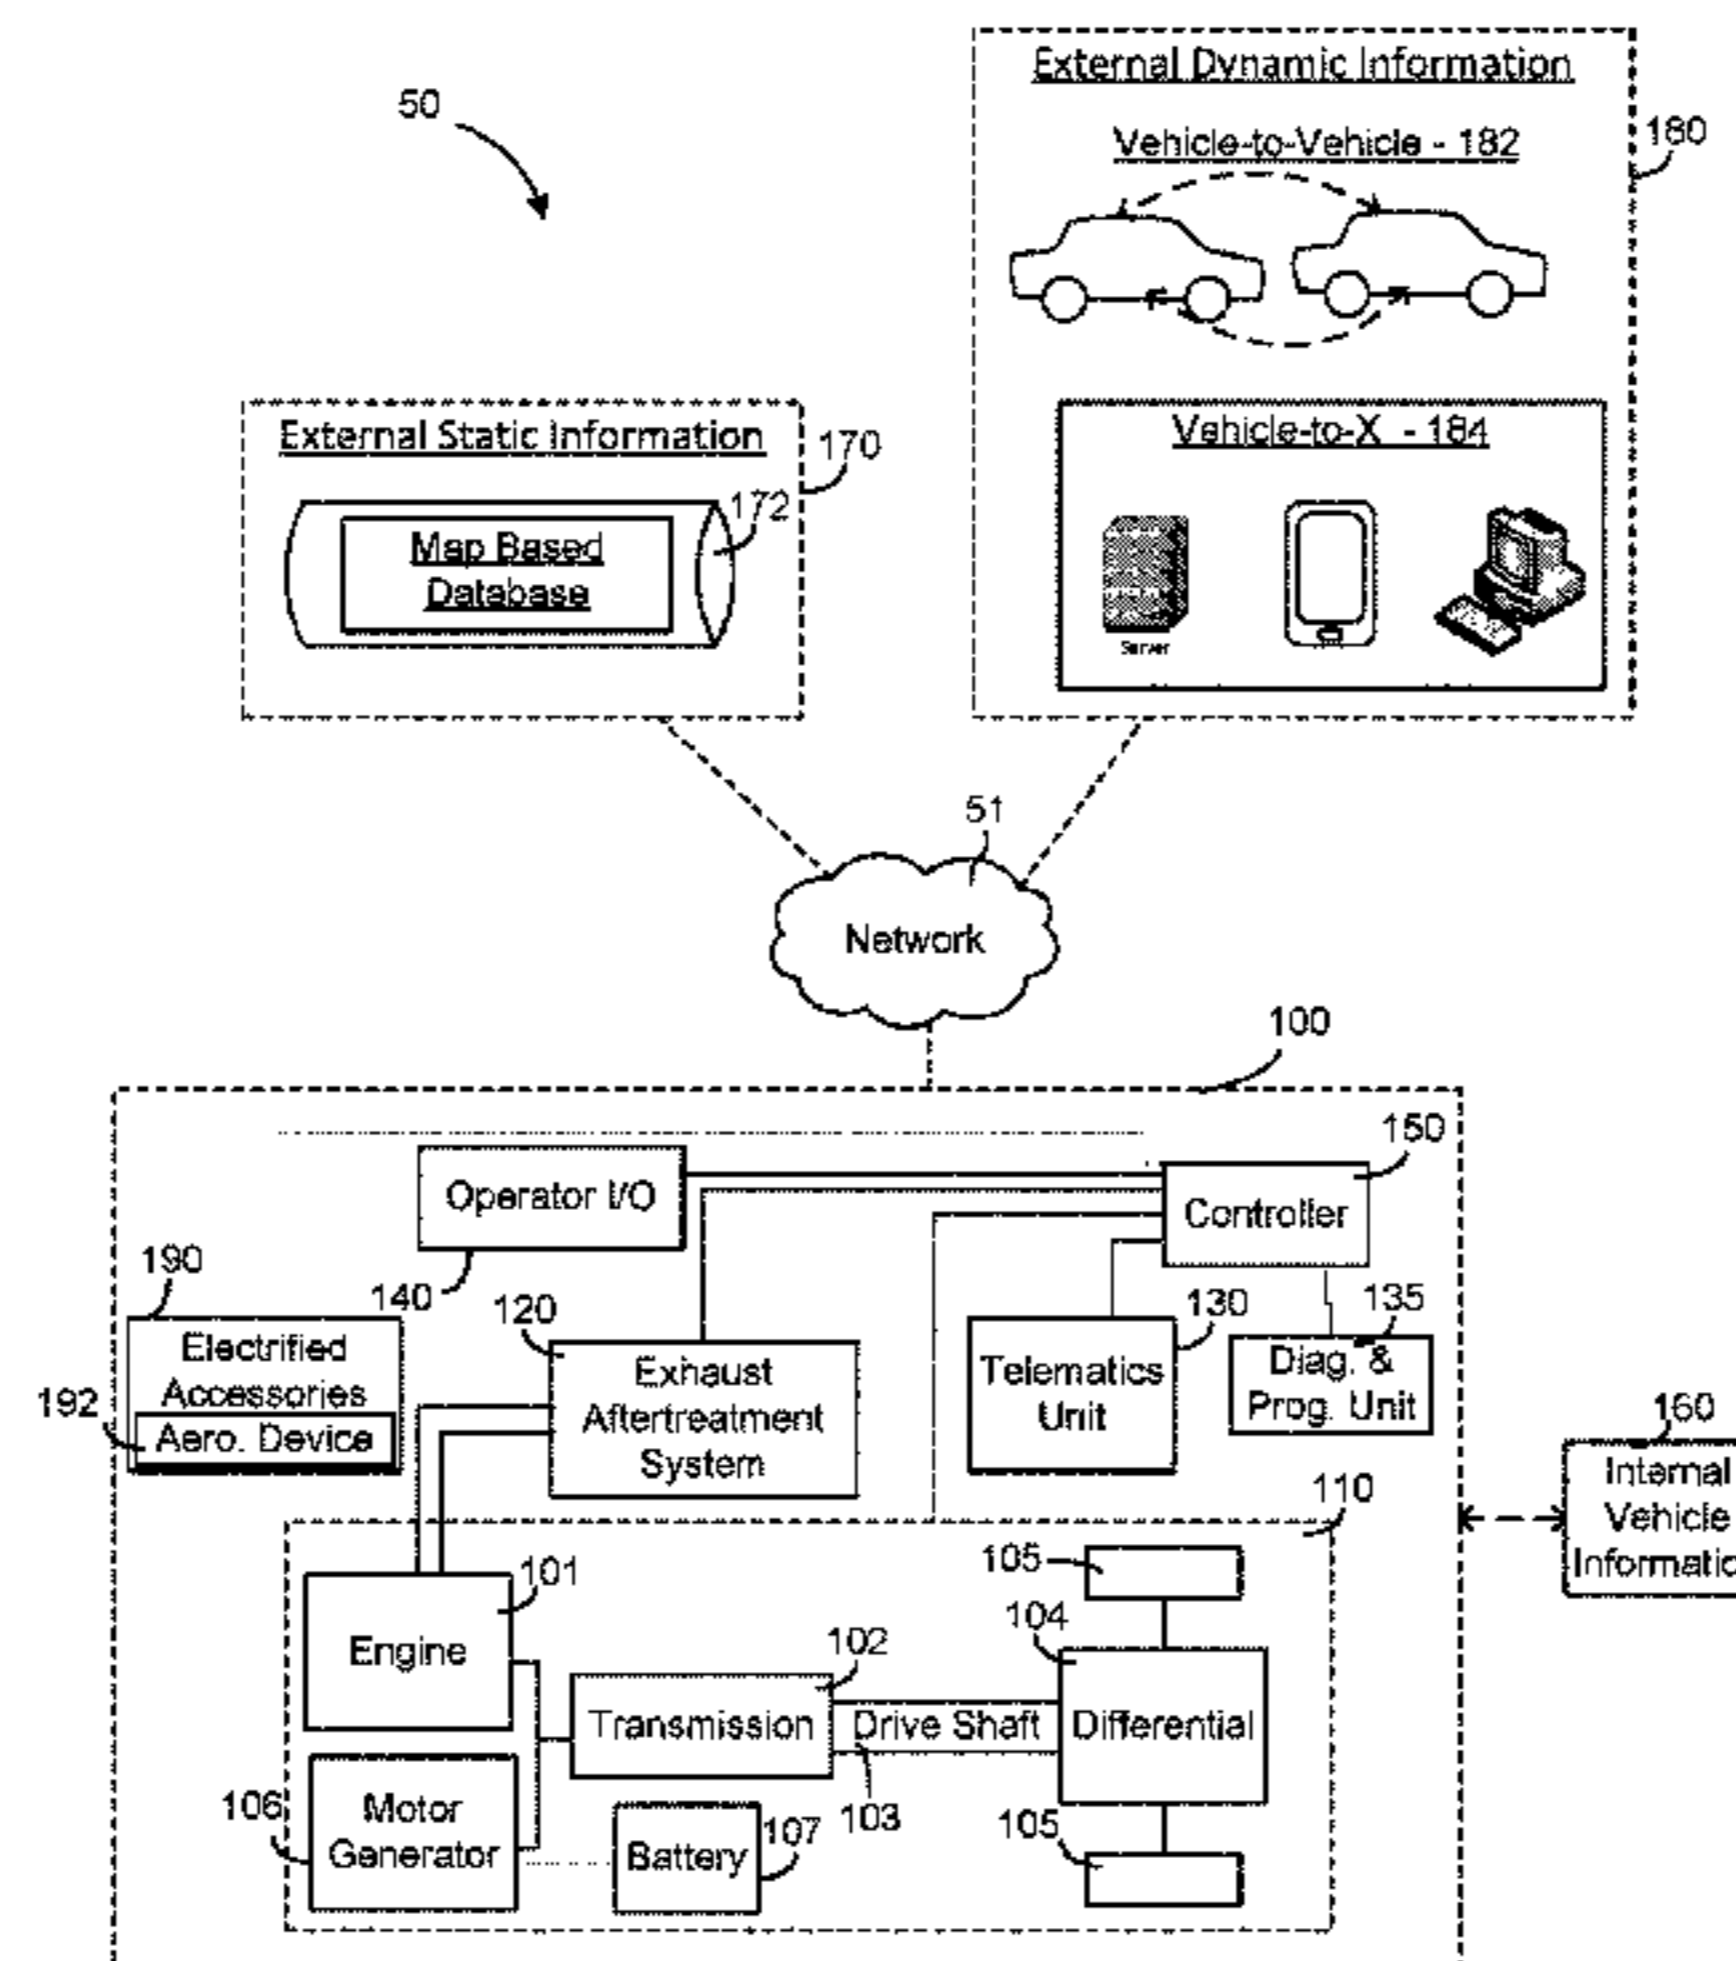 External Dynamic Information
50
Vehicle-to-Vehicle - 182
180
External Static Information
170
Vehicle-to-X - 184
172
Map Based
Database
Server
51
Network
100
150
Operator I/O
Controller
190
140
120
130
135
Electrified
Accessories
192
Aero. Device
Exhaust
Aftertreatment
System
Telematics
Unit
Diag. &
Prog. Unit
160
Internal
Vehicle
110
101
105
Engine
104
102
Transmission
Drive Shaft
Differential
103
106
Motor
Generator
Battery
107
105